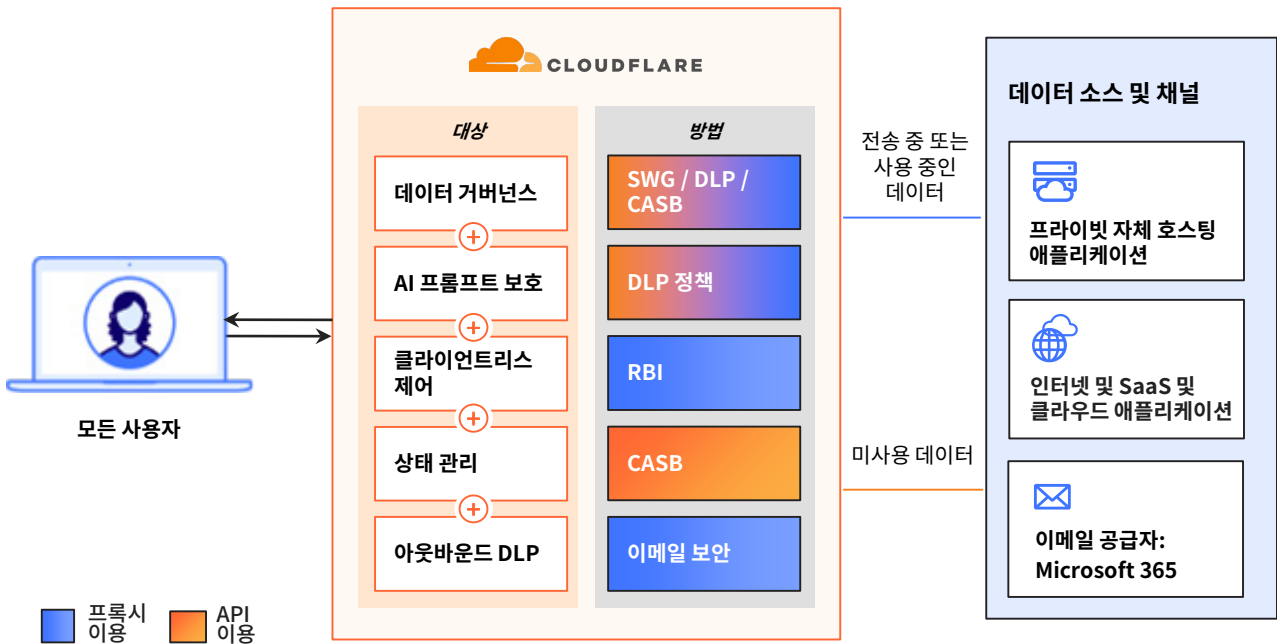 CLOUDFLARE
대상
데이터 거버넌스
AI 프롬프트 보호
클라이언트리스
제어
상태 관리
아웃바운드 DLP
방법
SWG / DLP /
CASB
DLP 정책
RBI
CASB
이메일 보안
모든 사용자
프록시
이용
API
이용
전송 중 또는
사용 중인
데이터
미사용 데이터
데이터 소스 및 채널
프라이빗 자체 호스팅
애플리케이션
인터넷 및 SaaS 및
클라우드 애플리케이션
이메일 공급자:
Microsoft 365